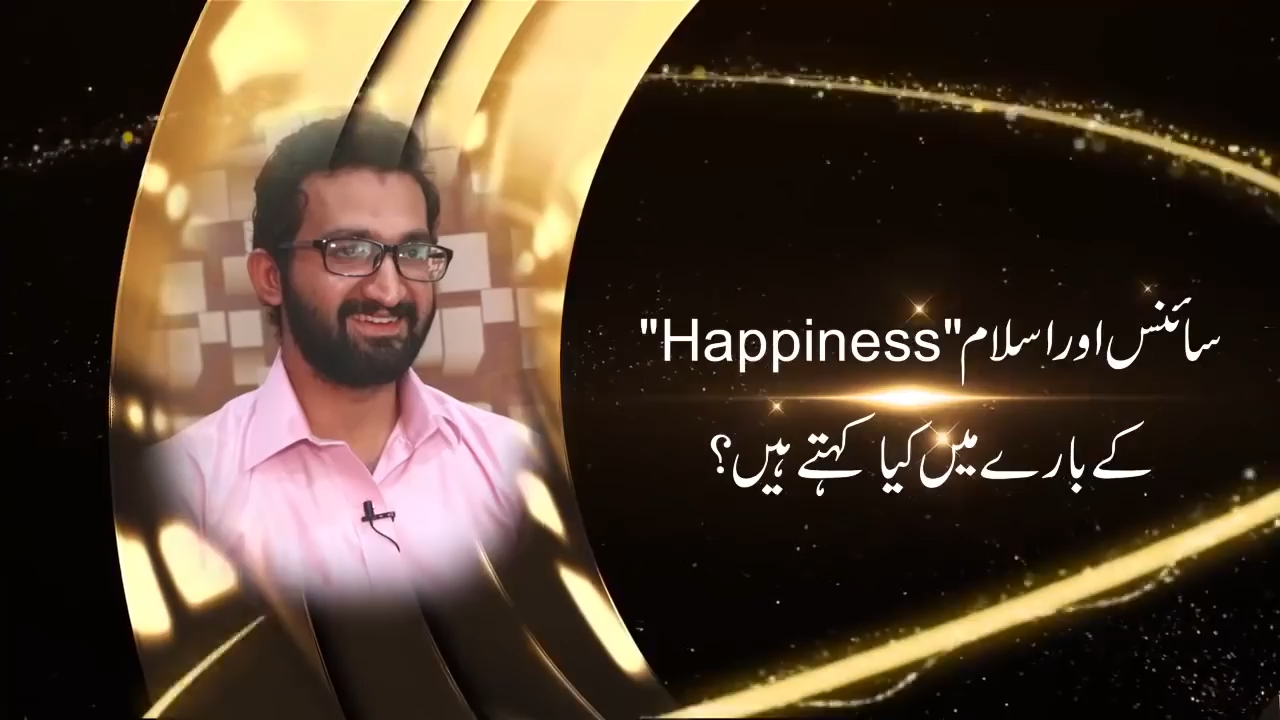 سائنس اور اسلام "Happiness"
کے بارے میں کیا کہتے ہیں؟